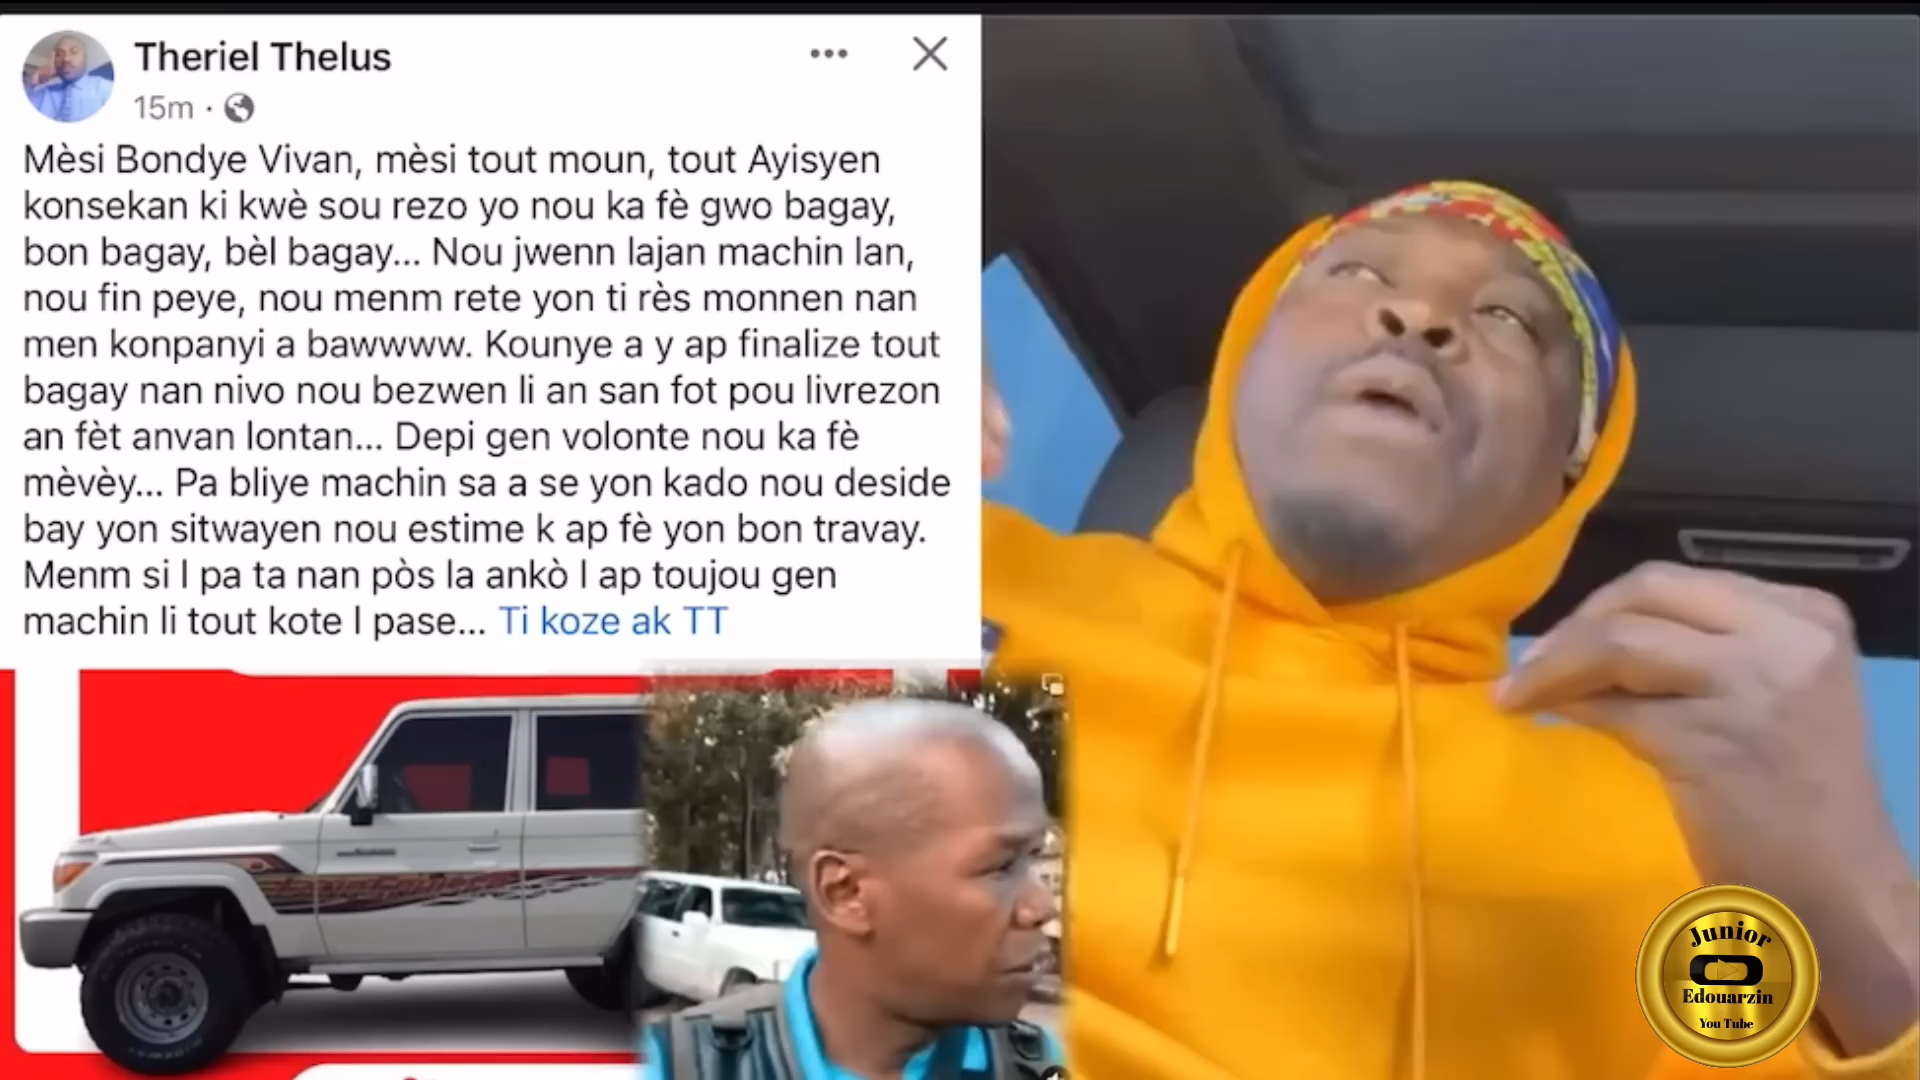 Theriel Thelus
15m ·
Mèsi Bondye Vivan, mèsi tout moun, tout Ayisyen
konsekan ki kwè sou rezo yo nou ka fè gwo bagay,
bon bagay, bèl bagay... Nou jwenn lajan machin lan,
nou fin peye, nou menm rete yon ti rès monnen nan
men konpanyi a bawwww. Kounye a y ap finalize tout
bagay nan nivo nou bezwen li an san fot pou livrezon
an fèt anvan lontan... Depi gen volonte nou ka fè
mèvèy... Pa bliye machin sa a se yon kado nou deside
bay yon sitwayen nou estime k ap fè yon bon travay.
Menm si l pa ta nan pòs la ankò l ap toujou gen
machin li tout kote l pase... Ti koze ak TT
Junior
Edouarzin
You Tube